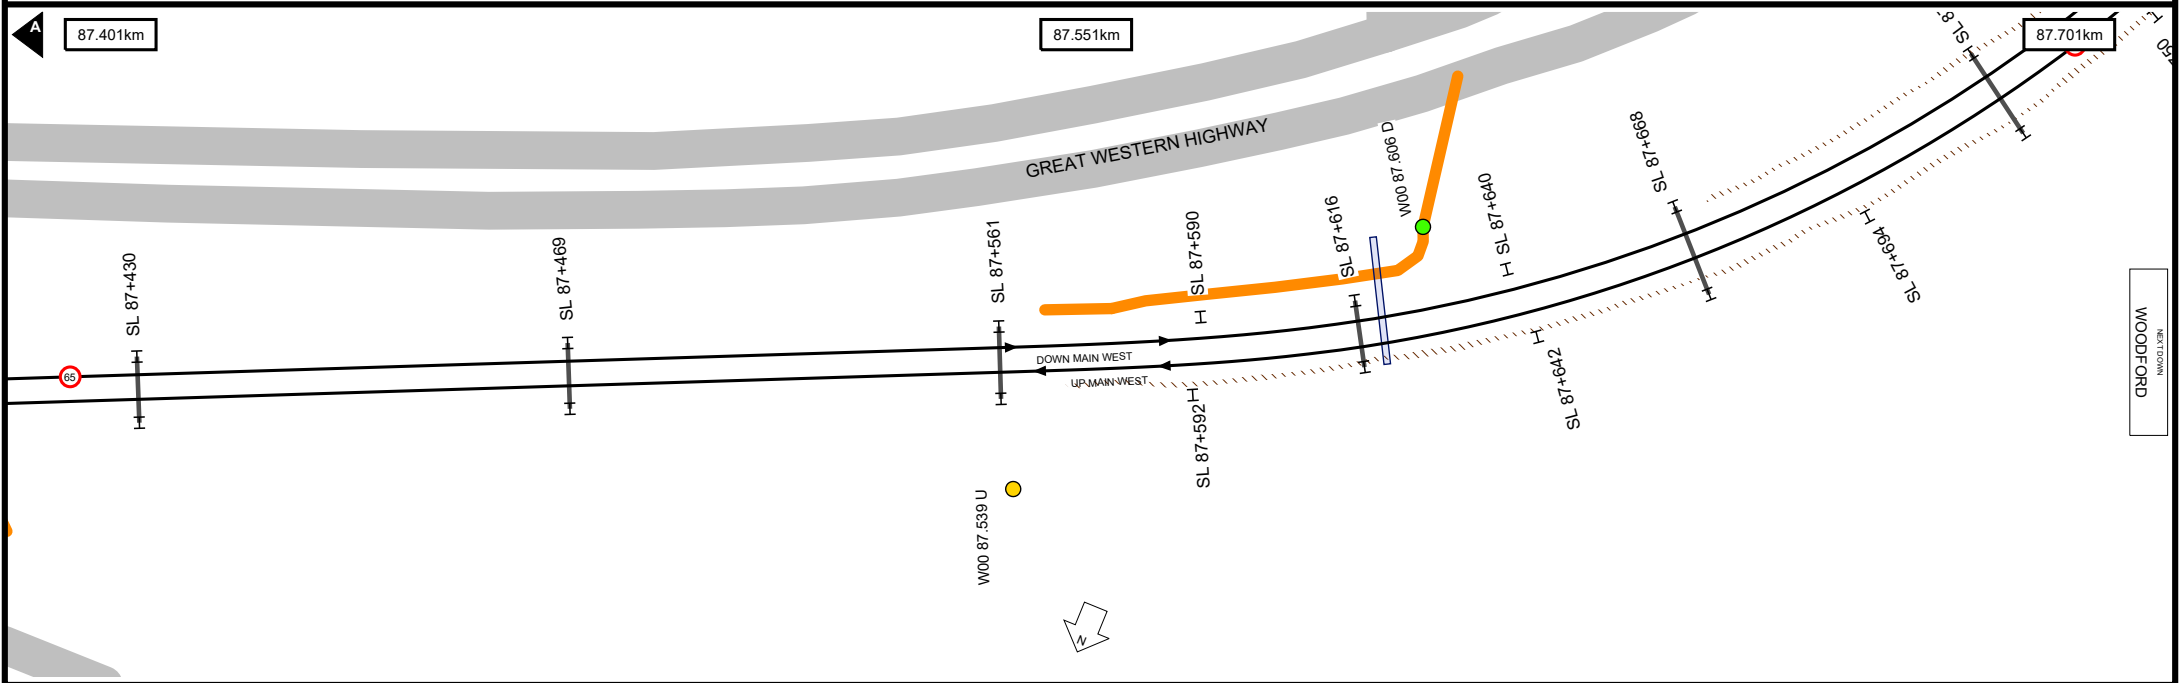 A
87.401km
87.551km
87.701km
GREAT WESTERN HIGHWAY
W00 87.606 D
SL 87+430
SL 87+469
SL 87+561
SL 87+590
SL 87+616
SL 87+640
SL 87+668
SL 87+694
SL 87+642
SL 87+592
65
DOWN MAIN WEST
UP MAIN WEST
W00 87.539 U
N
NEXT DOWN
WOODFORD